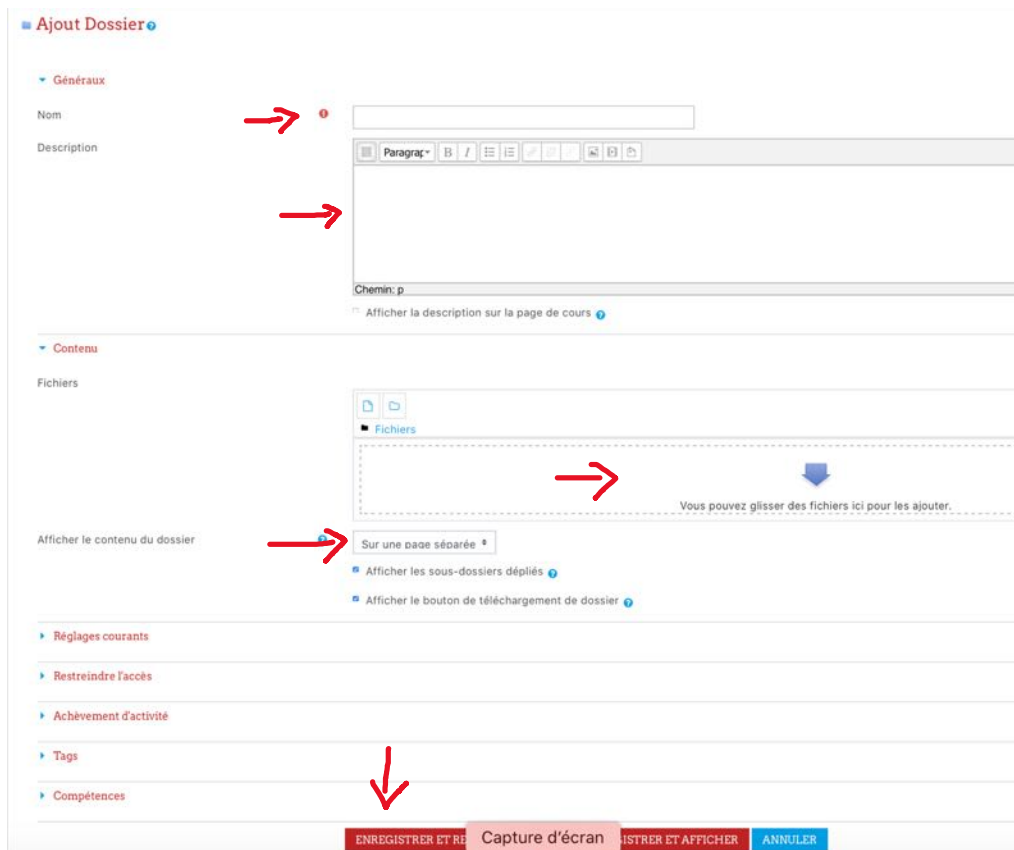 Ajout Dossier
Généraux
Nom
Description
Paragrap
B I
Chemin: p
Afficher la description sur la page de cours
Contenu
Fichiers
Fichiers
Vous pouvez glisser des fichiers ici pour les ajouter.
Afficher le contenu du dossier
Sur une page séparée
Afficher les sous-dossiers dépliés
Afficher le bouton de téléchargement de dossier
Réglages courants
Restreindre l'accès
Achèvement d'activité
Tags
Compétences
ENREGISTRER ET RE Capture d'écran ISTRER ET AFFICHER ANNULER